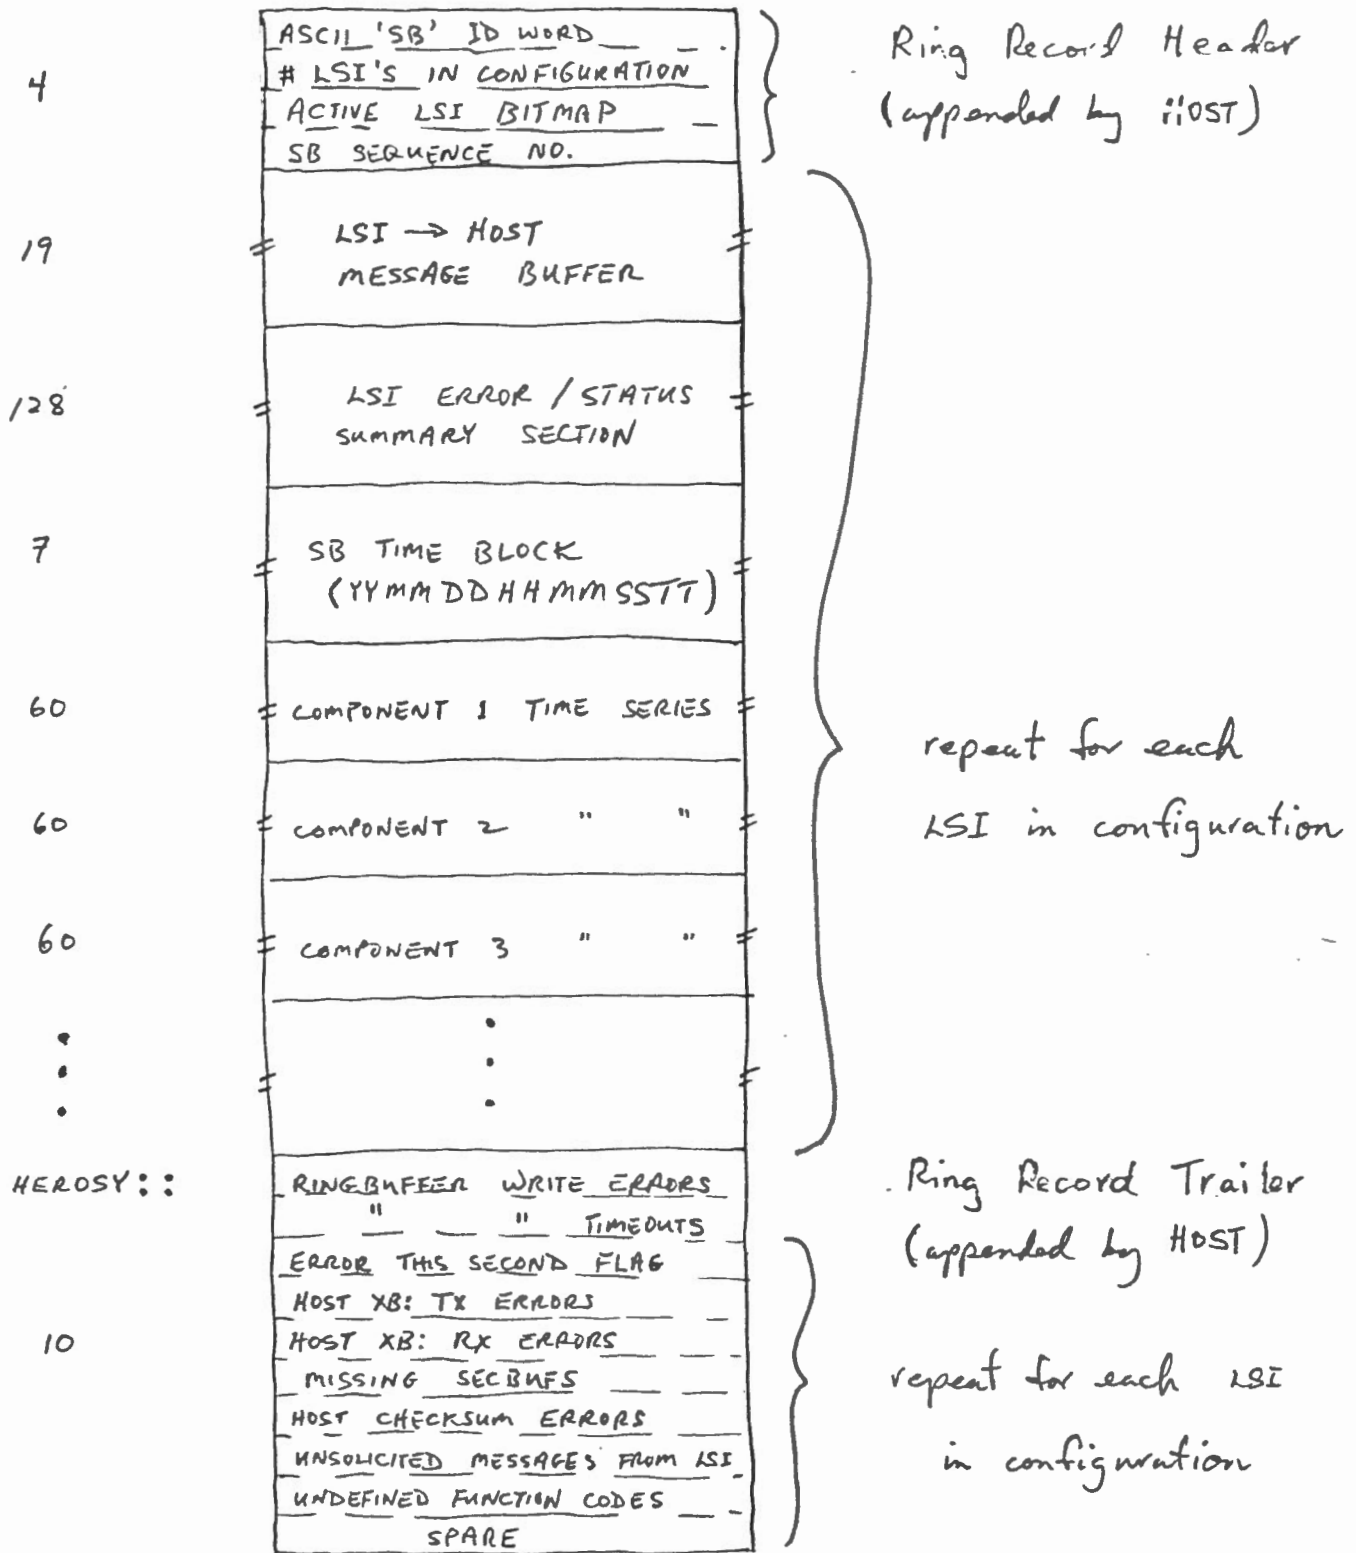 4
ASCII 'SB' ID WORD
# LSI'S IN CONFIGURATION
ACTIVE LSI BITMAP
SB SEQUENCE NO.
Ring Record Header
(appended by HOST)
19
LSI → HOST
MESSAGE BUFFER
128
LSI ERROR / STATUS
SUMMARY SECTION
7
SB TIME BLOCK
(YYMMDDHHMMSSTT)
60
COMPONENT 1 TIME SERIES
60
COMPONENT 2 " "
60
COMPONENT 3 " "
repeat for each
LSI in configuration
HEROSY::
RINGBUFFER WRITE ERRORS
" " TIMEOUTS
Ring Record Trailer
(appended by HOST)
10
ERROR THIS SECOND FLAG
HOST XB: TX ERRORS
HOST XB: RX ERRORS
MISSING SECBUFS
HOST CHECKSUM ERRORS
UNSOLICITED MESSAGES FROM LSI
UNDEFINED FUNCTION CODES
SPARE
repeat for each LSI
in configuration